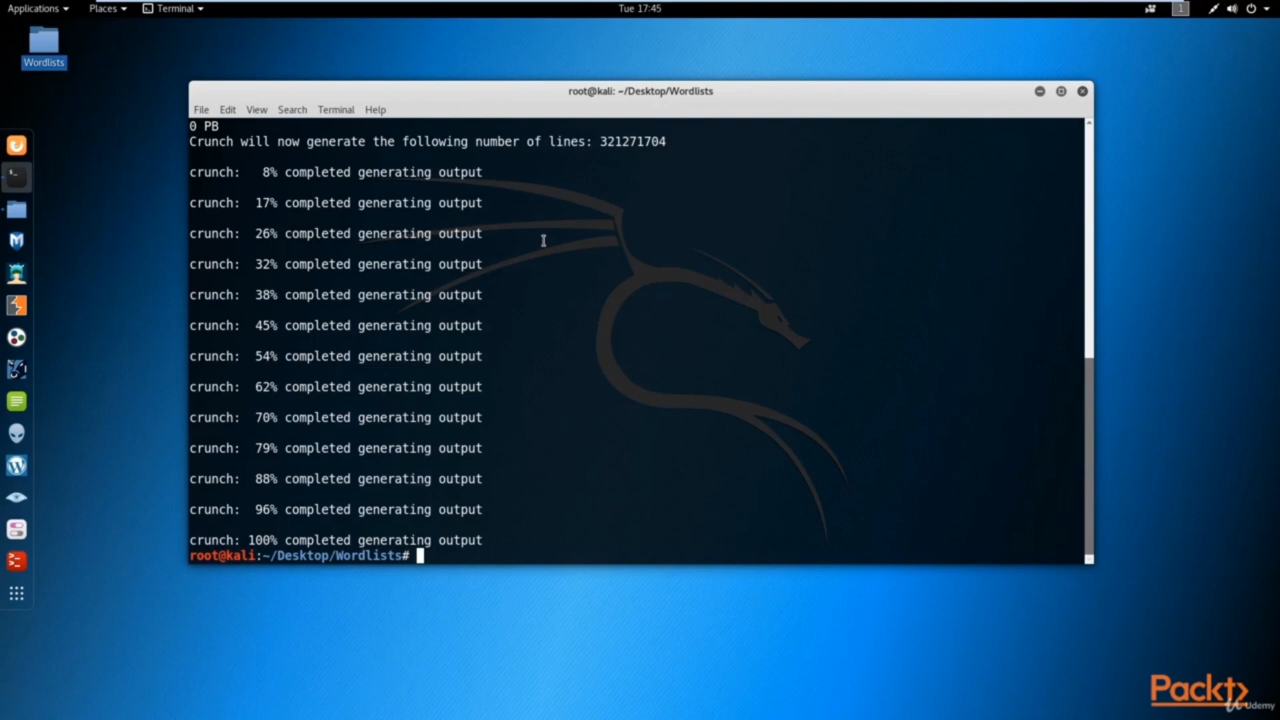 Applications Places Terminal Tue 17:45 1
Wordlists
root@kali: ~/Desktop/Wordlists
File Edit View Search Terminal Help
0 PB
Crunch will now generate the following number of lines: 321271704
crunch:   8% completed generating output
crunch:  17% completed generating output
crunch:  26% completed generating output
crunch:  32% completed generating output
crunch:  38% completed generating output
crunch:  45% completed generating output
crunch:  54% completed generating output
crunch:  62% completed generating output
crunch:  70% completed generating output
crunch:  79% completed generating output
crunch:  88% completed generating output
crunch:  96% completed generating output
crunch: 100% completed generating output
root@kali:~/Desktop/Wordlists#
Packt
Udemy